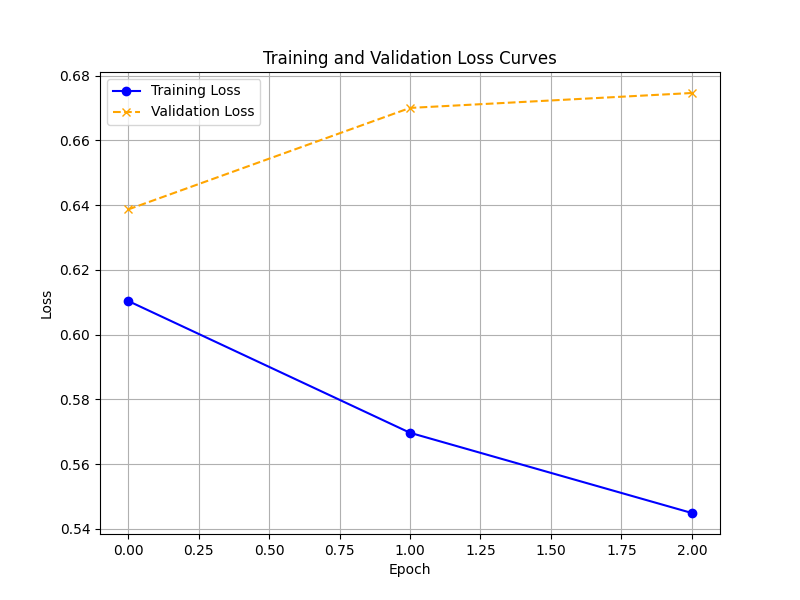 Training and Validation Loss Curves
Training Loss
Validation Loss
0.68
0.66
0.64
0.62
0.60
0.58
0.56
0.54
Loss
0.00 0.25 0.50 0.75 1.00 1.25 1.50 1.75 2.00
Epoch